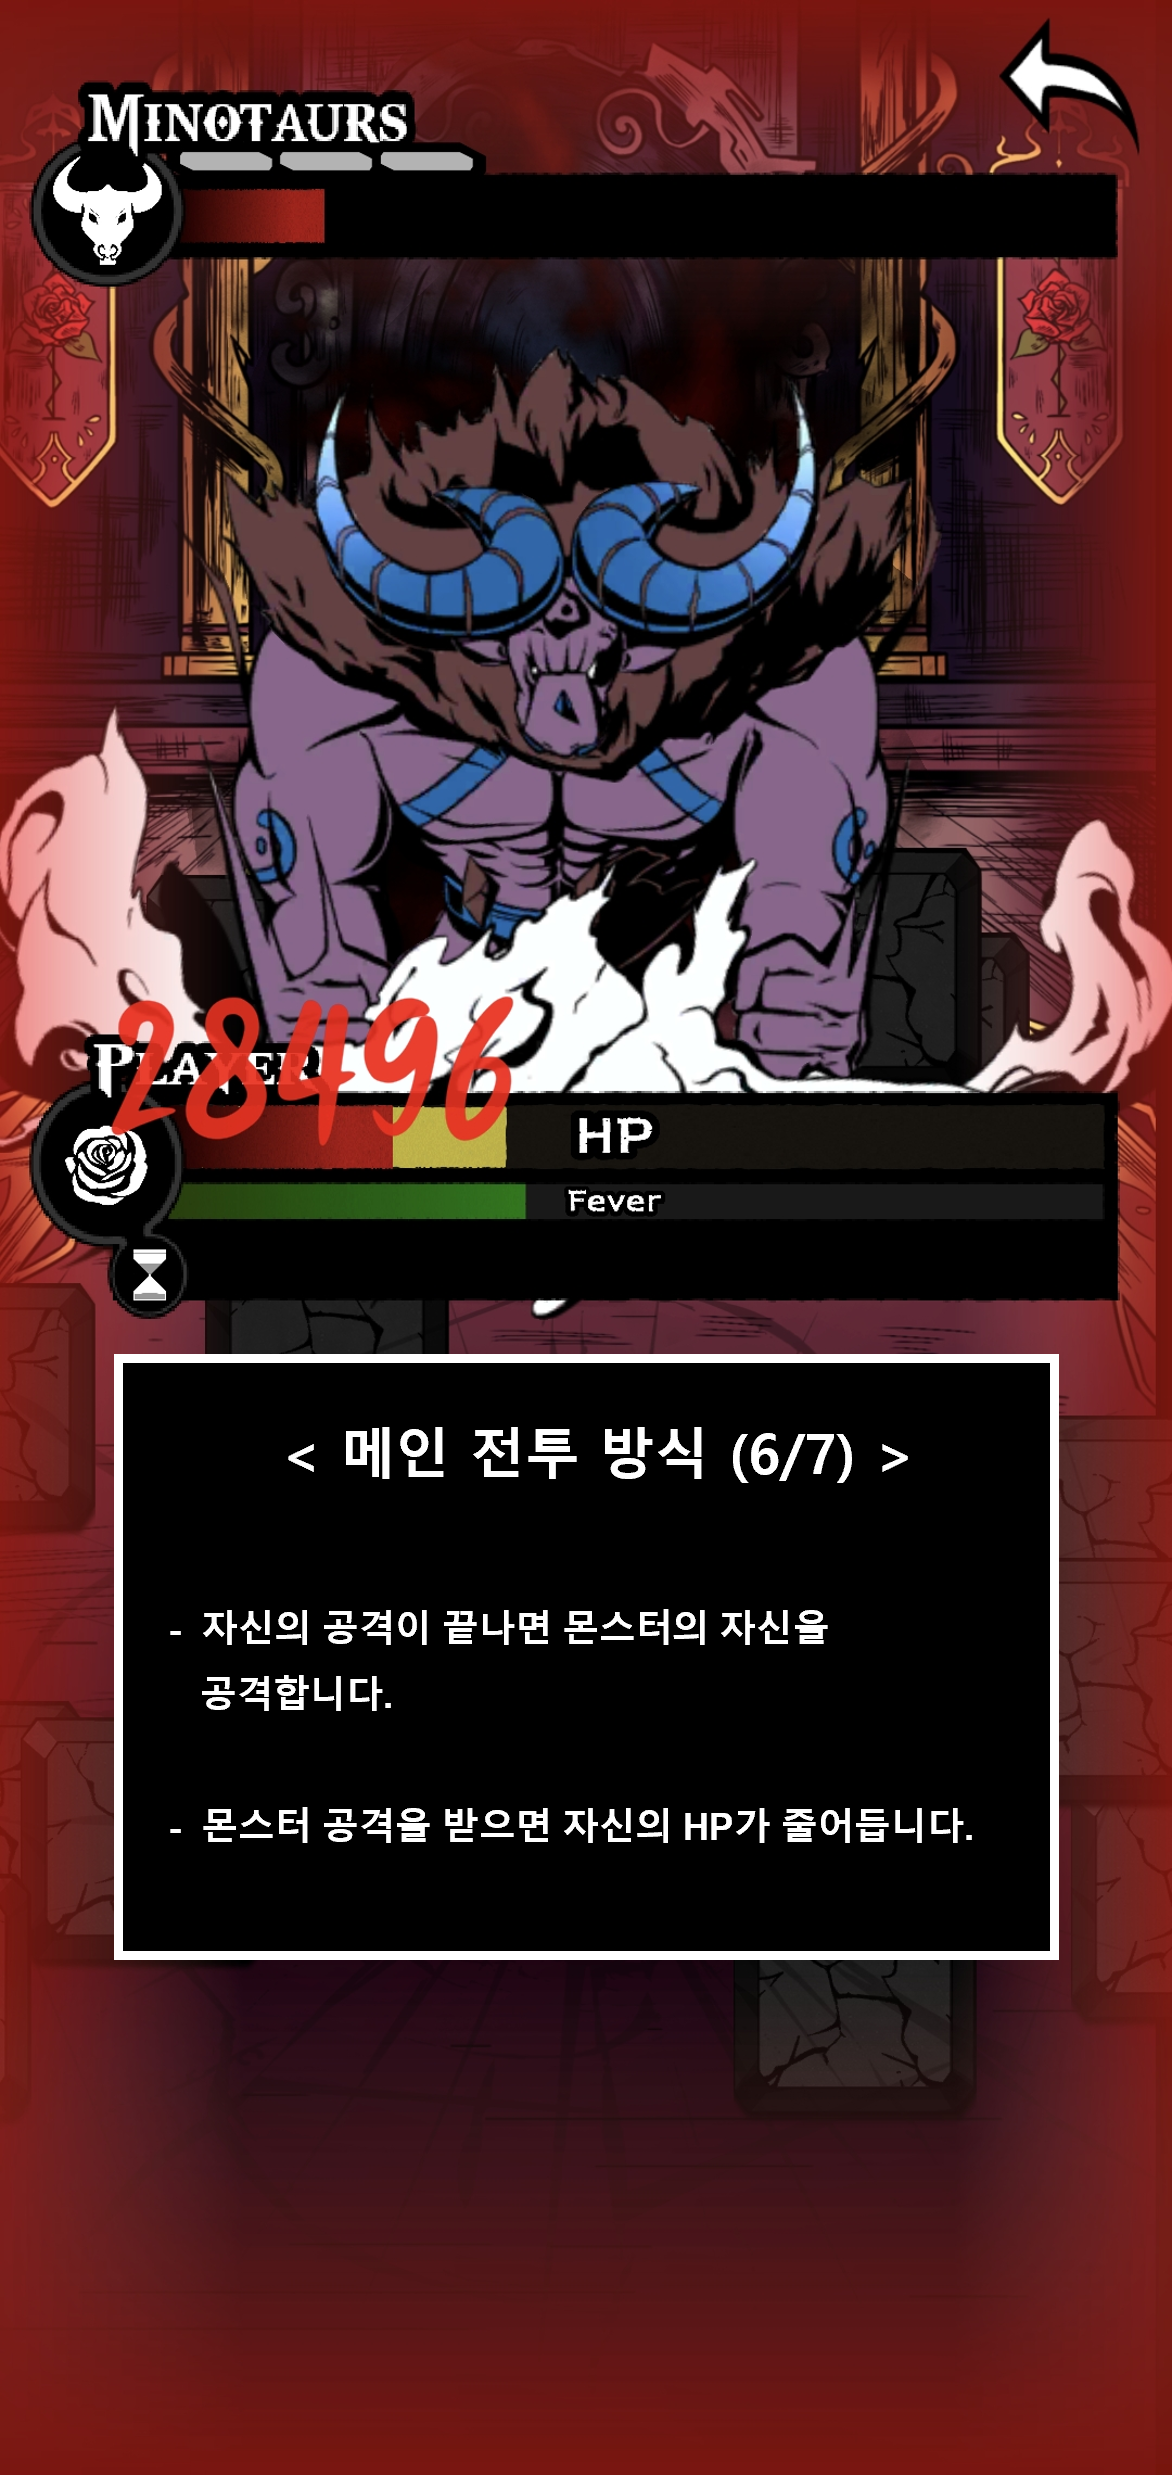 MINOTAURS
28496
PLAYER
HP
Fever
< 메인 전투 방식 (6/7) >
- 자신의 공격이 끝나면 몬스터의 자신을
공격합니다.
- 몬스터 공격을 받으면 자신의 HP가 줄어듭니다.